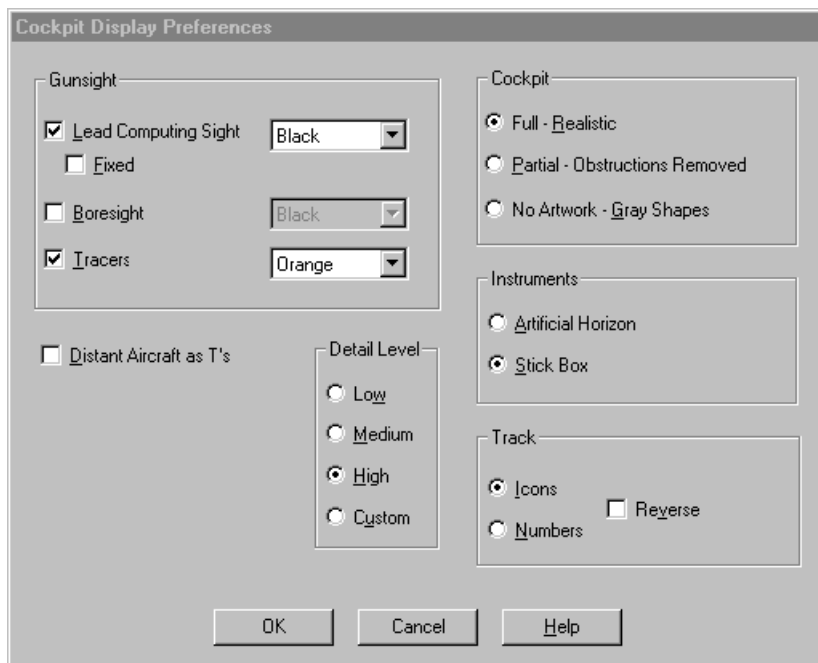 Cockpit Display Preferences
Gunsight
Lead Computing Sight
Black
Fixed
Boresight
Black
Tracers
Orange
Distant Aircraft as T's
Detail Level
Low
Medium
High
Custom
Cockpit
Full - Realistic
Partial - Obstructions Removed
No Artwork - Gray Shapes
Instruments
Artificial Horizon
Stick Box
Track
Icons
Numbers
Reverse
OK
Cancel
Help